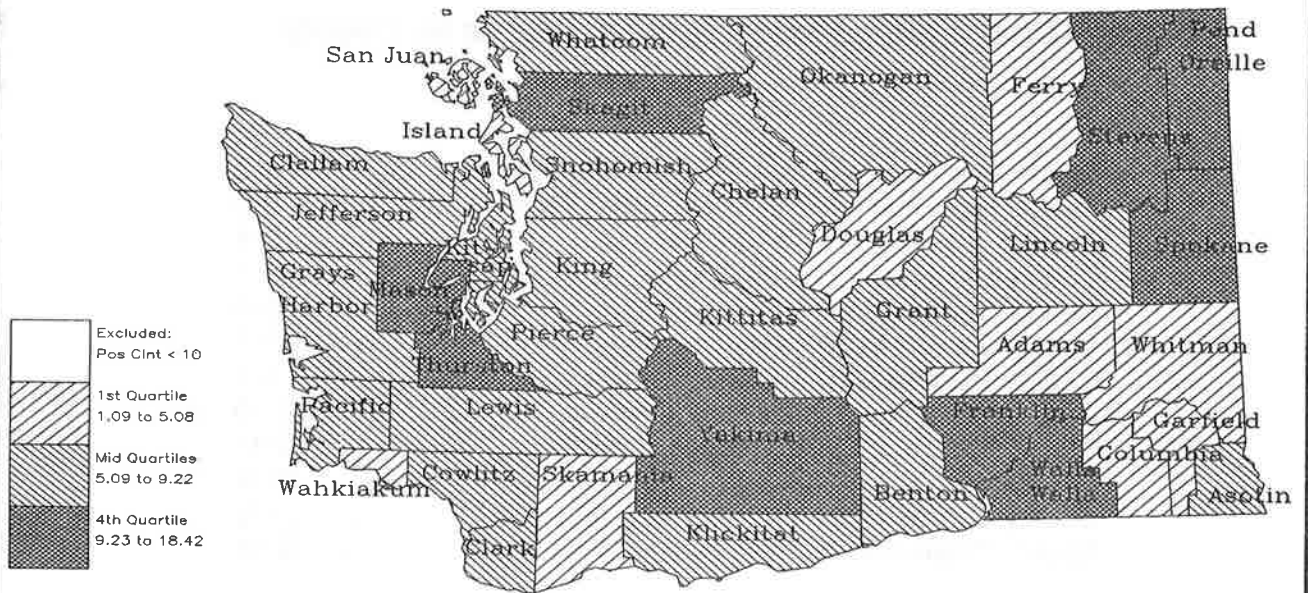 Whatcom
Pend
Oreille
San Juan
Okanogan
Ferry
Skagit
Island
Stevens
Clallam
Snohomish
Chelan
Jefferson
Douglas
Kit
sap
King
Lincoln
Spokane
Grays
Harbor
Mason
Kittitas
Grant
Pierce
Adams
Whitman
Thurston
Pacific
Lewis
Yakima
Franklin
Garfield
Columbia
Wahkiakum
Cowlitz
Skamania
Walla
Walla
Benton
Asotin
Klickitat
Clark
Excluded:
Pos Clnt < 10
1st Quartile
1.09 to 5.08
Mid Quartiles
5.09 to 9.22
4th Quartile
9.23 to 18.42